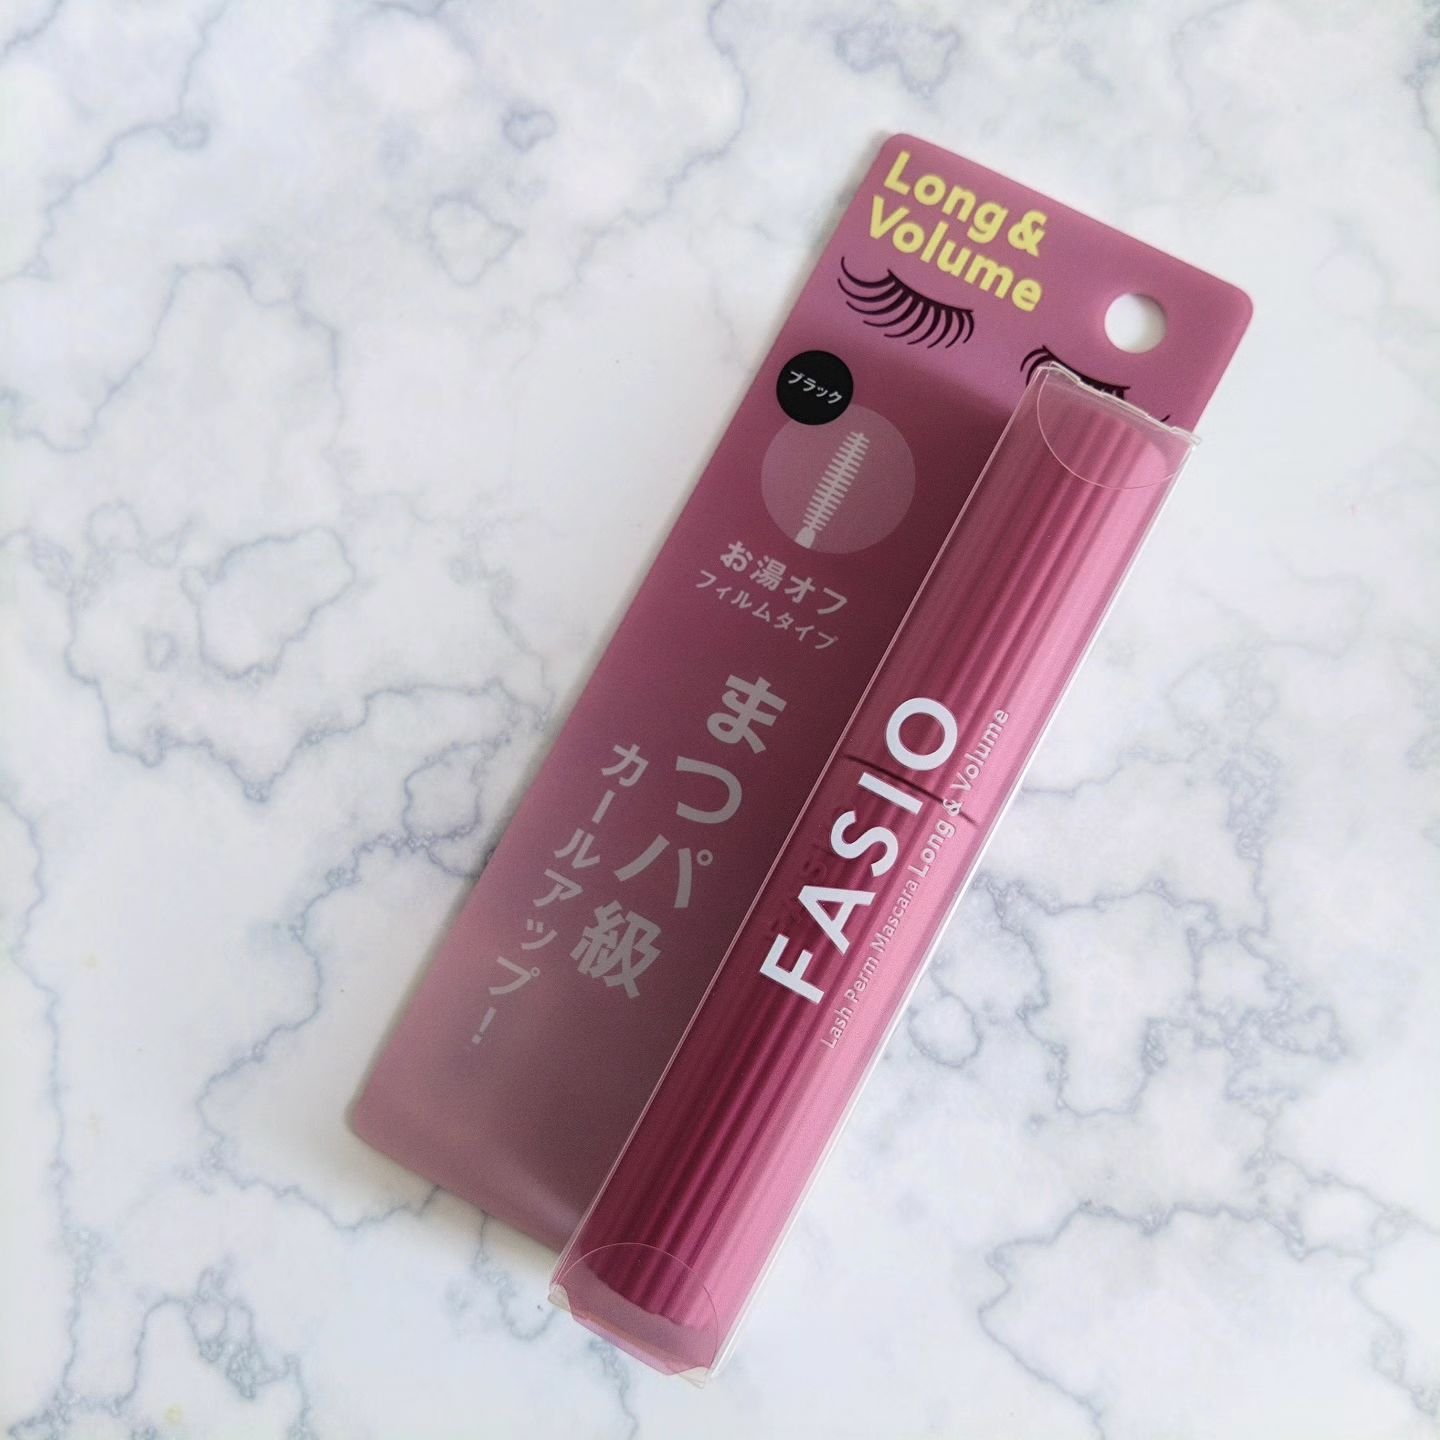 Long&
Volume
ブラック
お湯オフ
フィルムタイプ
まつパ級
カールアップ!
FASIO
Lash Perm Mascara Long & Volume